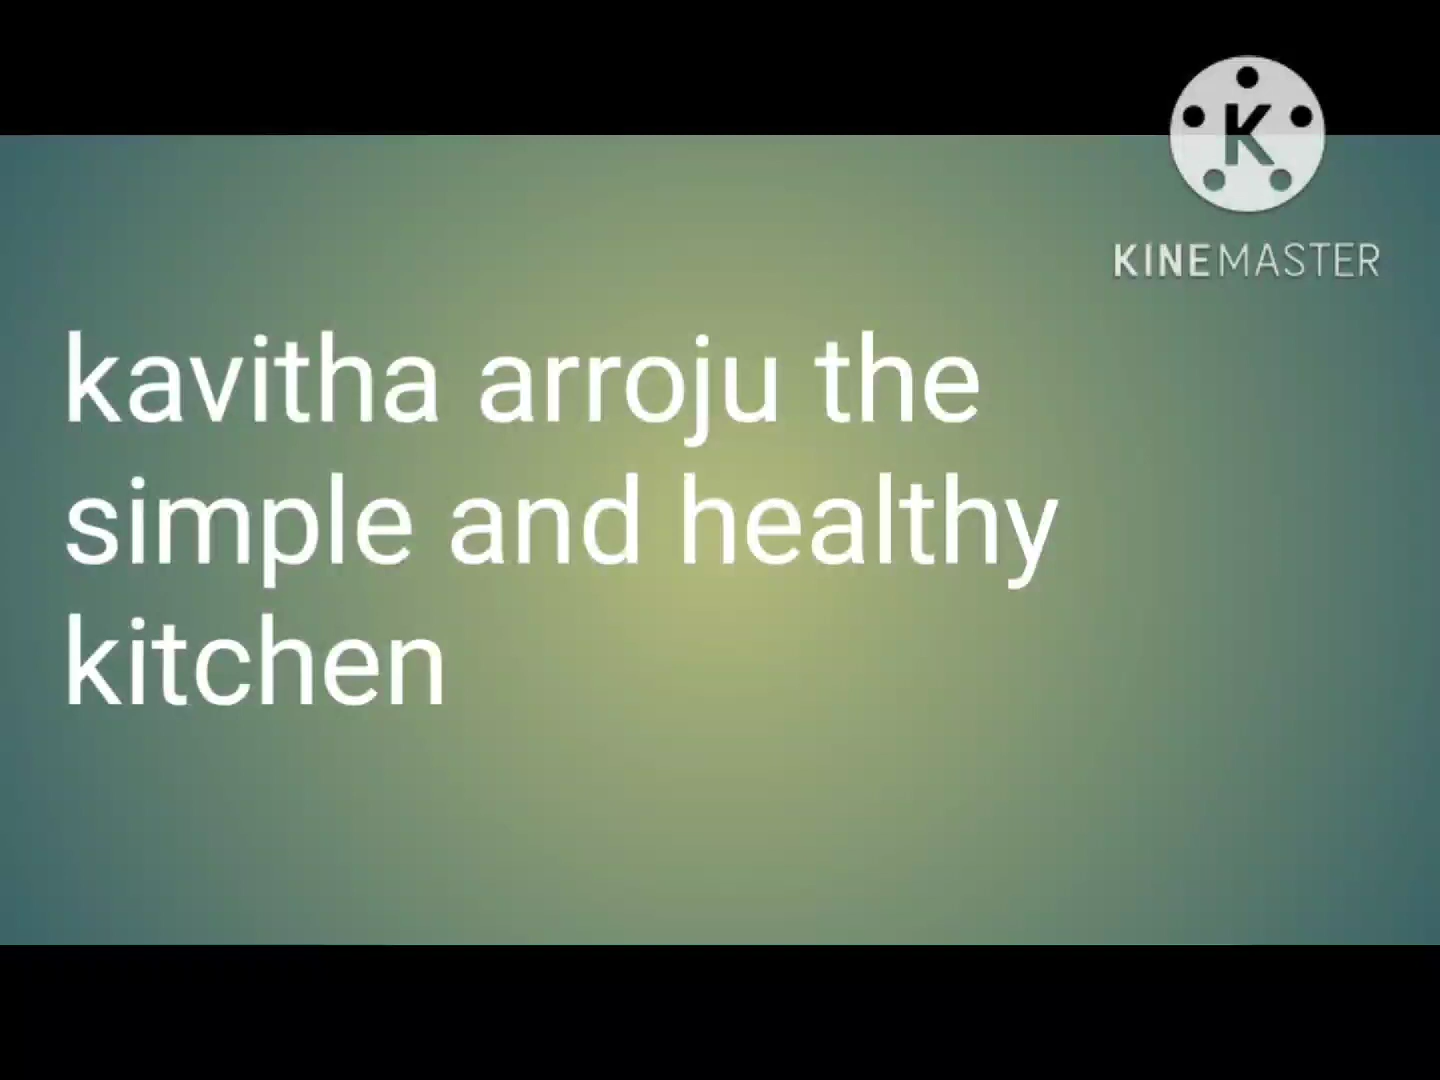 K
KINEMASTER
kavitha arroju the
simple and healthy
kitchen